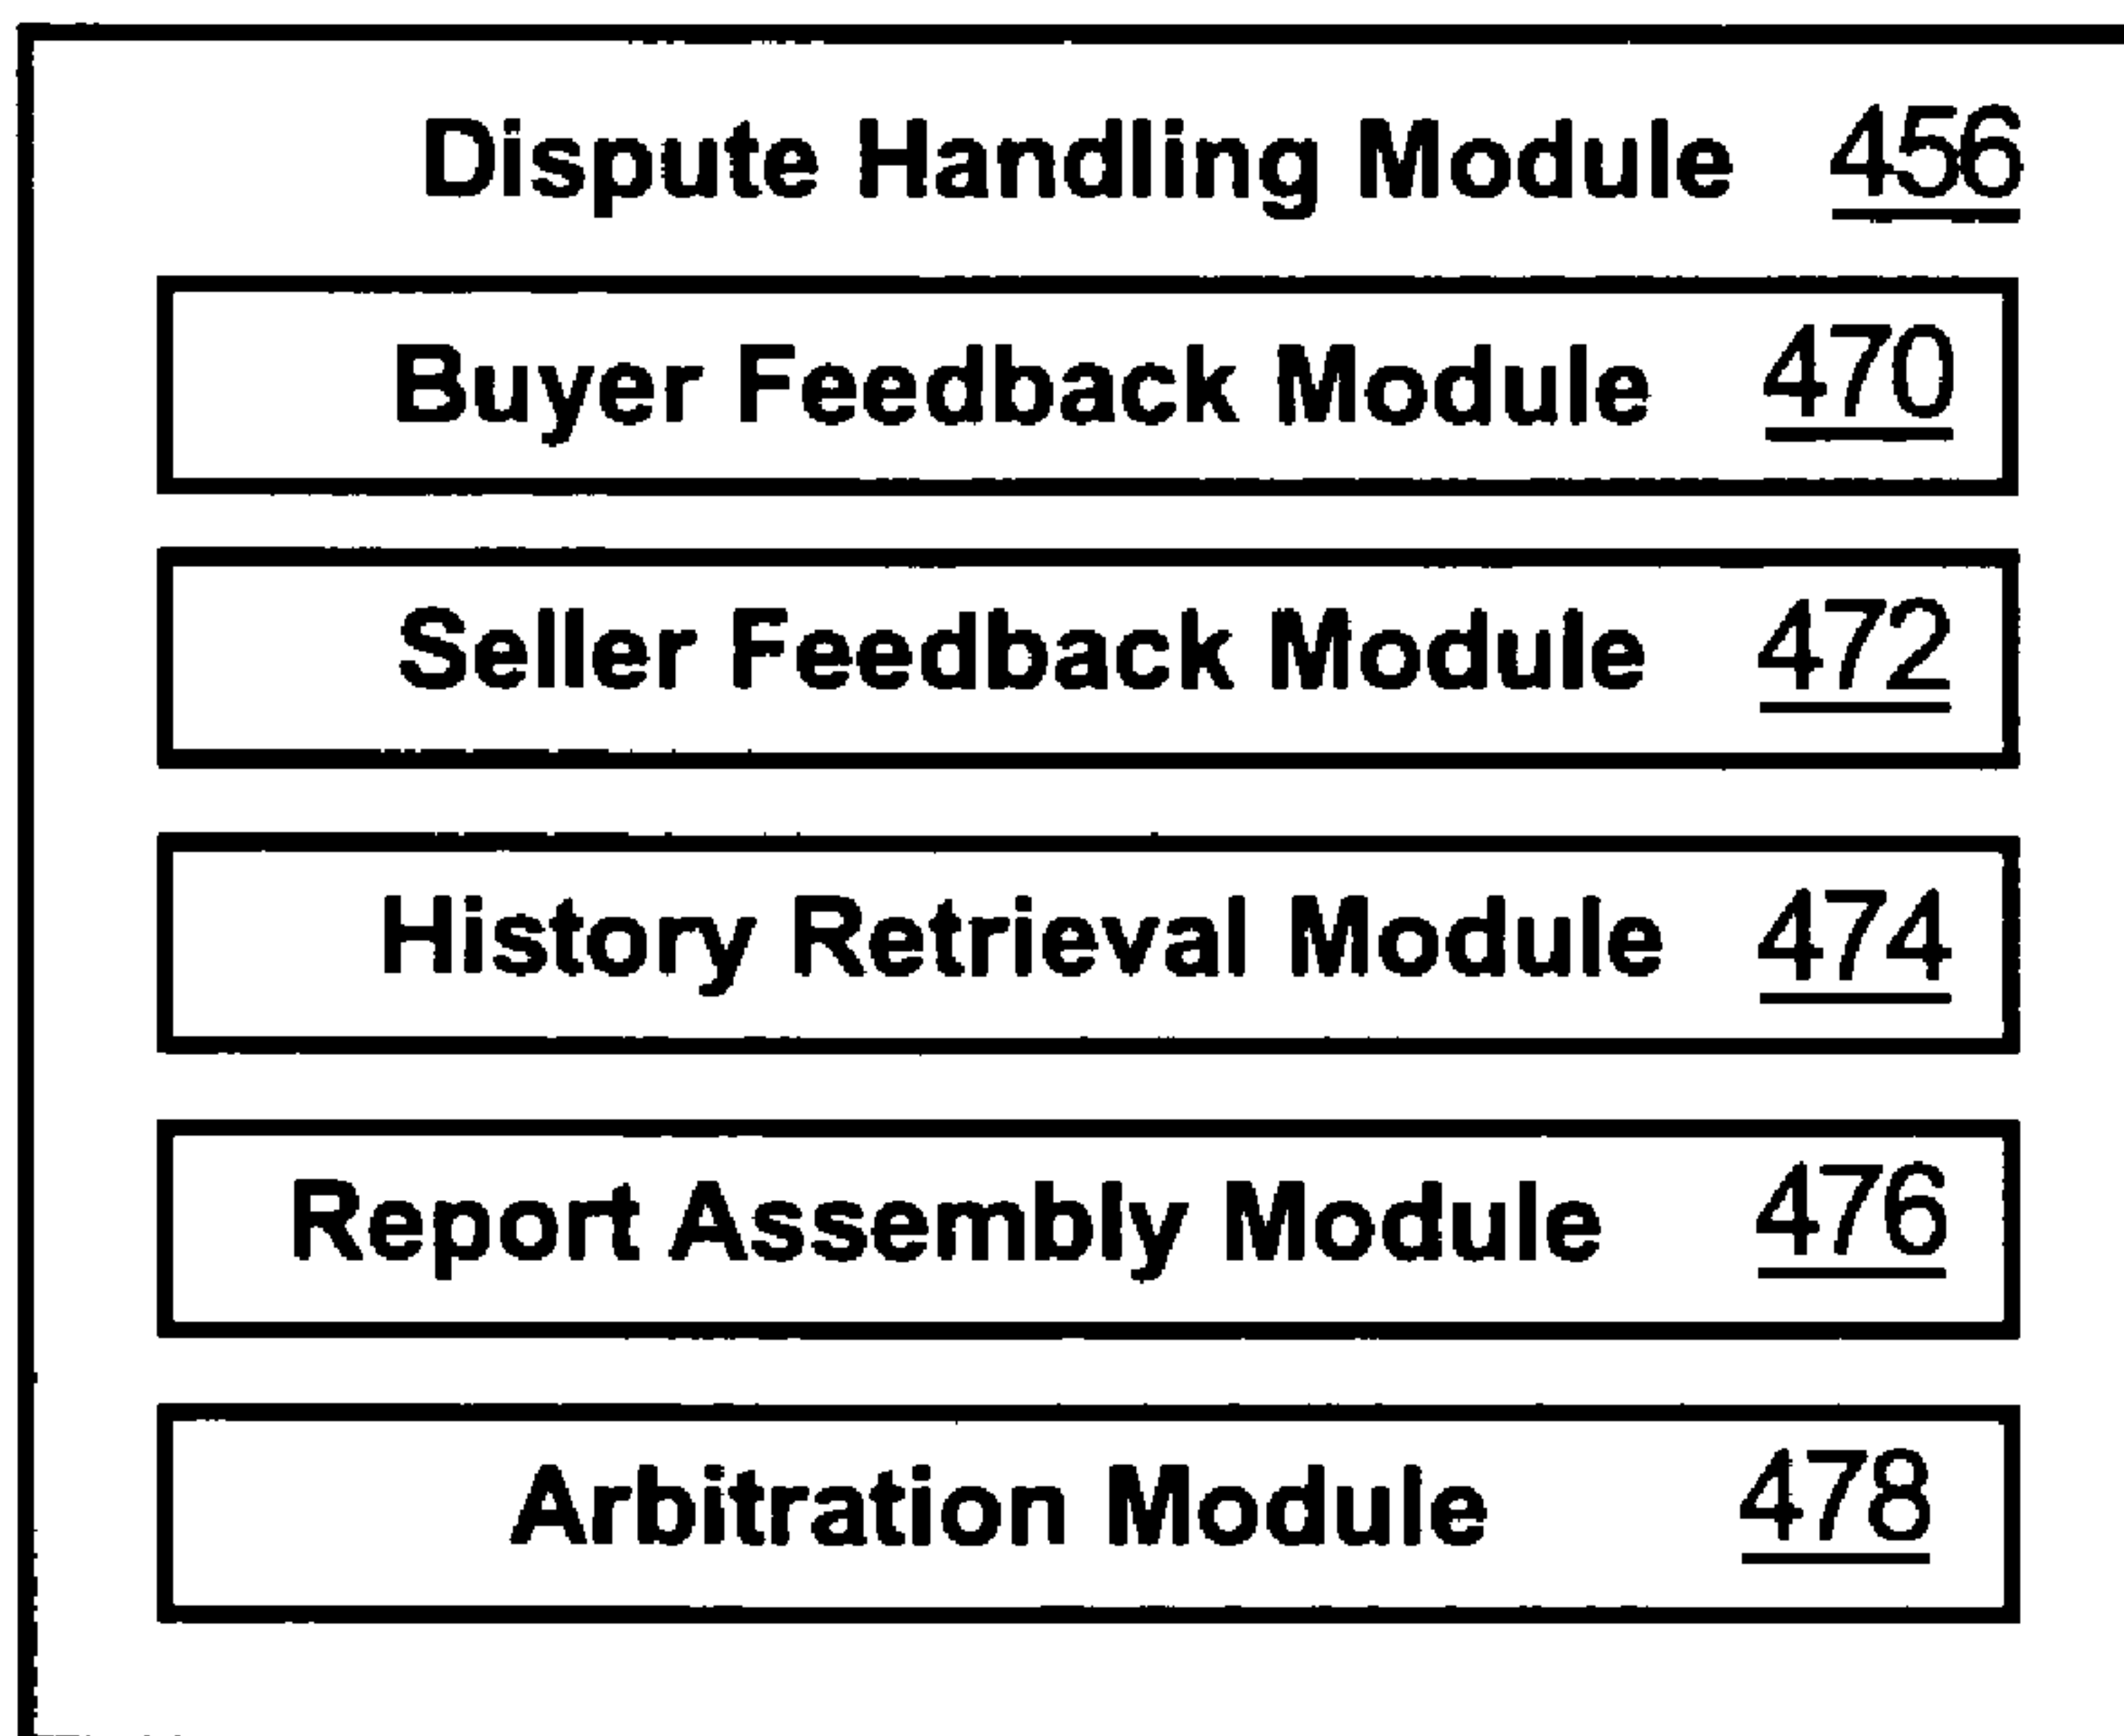 Dispute Handling Module 456
Buyer Feedback Module 470
Seller Feedback Module 472
History Retrieval Module 474
Report Assembly Module 476
Arbitration Module 478